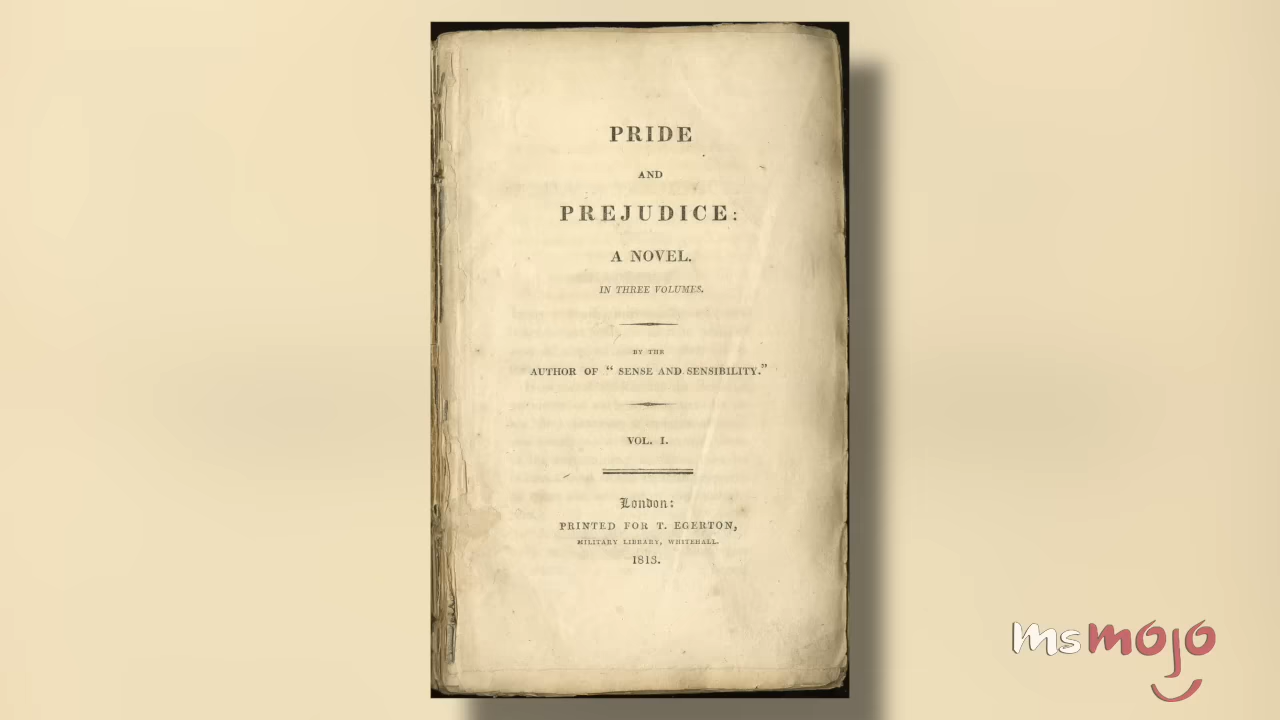 PRIDE
AND
PREJUDICE:
A NOVEL.
IN THREE VOLUMES.
BY THE
AUTHOR OF " SENSE AND SENSIBILITY."
VOL. I.
London:
PRINTED FOR T. EGERTON,
MILITARY LIBRARY, WHITEHALL.
1813.
msmojo